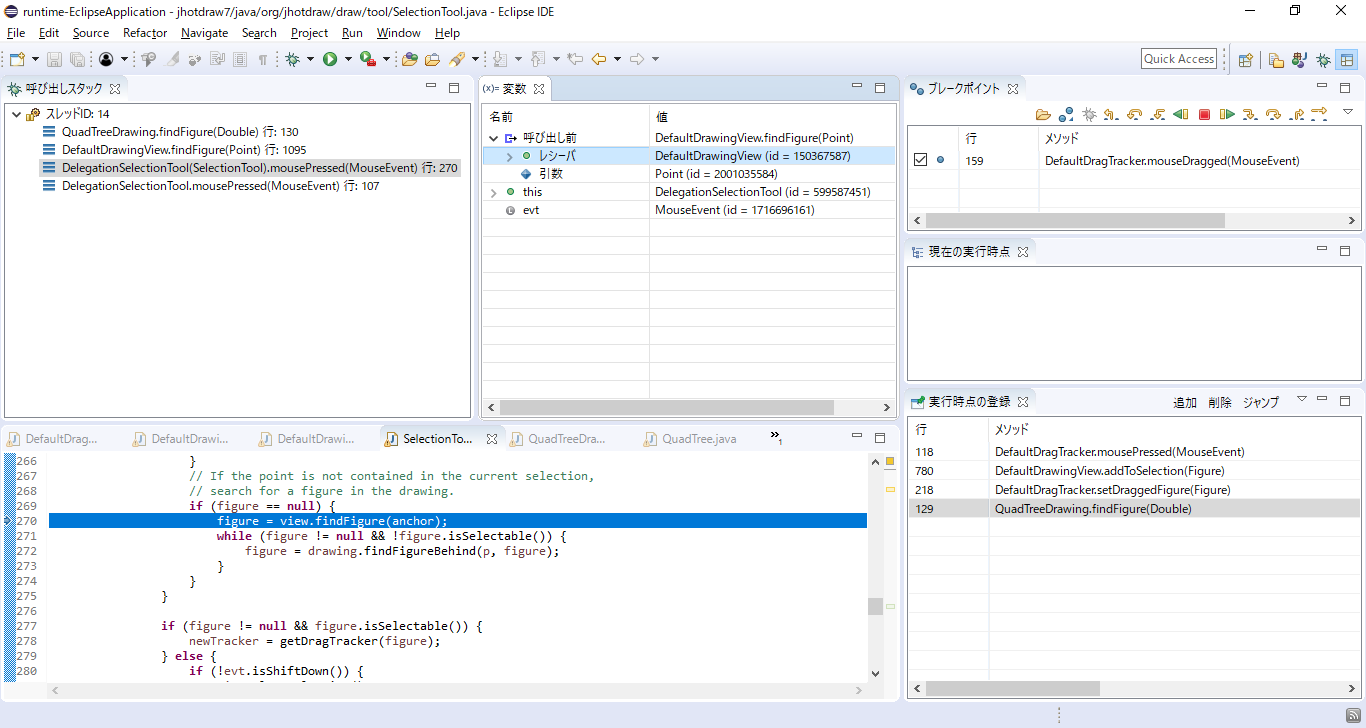 runtime-EclipseApplication - jhotdraw7/java/org/jhotdraw/draw/tool/SelectionTool.java - Eclipse IDE
File Edit Source Refactor Navigate Search Project Run Window Help
Quick Access
呼び出しスタック
スレッドID: 14
QuadTreeDrawing.findFigure(Double) 行: 130
DefaultDrawingView.findFigure(Point) 行: 1095
DelegationSelectionTool(SelectionTool).mousePressed(MouseEvent) 行: 270
DelegationSelectionTool.mousePressed(MouseEvent) 行: 107
(x)= 変数
名前 値
呼び出し前 DefaultDrawingView.findFigure(Point)
レシーバ DefaultDrawingView (id = 150367587)
引数 Point (id = 2001035584)
this DelegationSelectionTool (id = 599587451)
evt MouseEvent (id = 1716696161)
ブレークポイント
行 メソッド
159 DefaultDragTracker.mouseDragged(MouseEvent)
現在の実行時点
実行時点の登録 追加 削除 ジャンプ
行 メソッド
118 DefaultDragTracker.mousePressed(MouseEvent)
780 DefaultDrawingView.addToSelection(Figure)
218 DefaultDragTracker.setDraggedFigure(Figure)
129 QuadTreeDrawing.findFigure(Double)
DefaultDrag... DefaultDrawi... DefaultDrawi... SelectionTo... QuadTreeDra... QuadTree.java »1
266 }
267 // If the point is not contained in the current selection,
268 // search for a figure in the drawing.
269 if (figure == null) {
270 figure = view.findFigure(anchor);
271 while (figure != null && !figure.isSelectable()) {
272 figure = drawing.findFigureBehind(p, figure);
273 }
274 }
275 }
276
277 if (figure != null && figure.isSelectable()) {
278 newTracker = getDragTracker(figure);
279 } else {
280 if (!evt.isShiftDown()) {